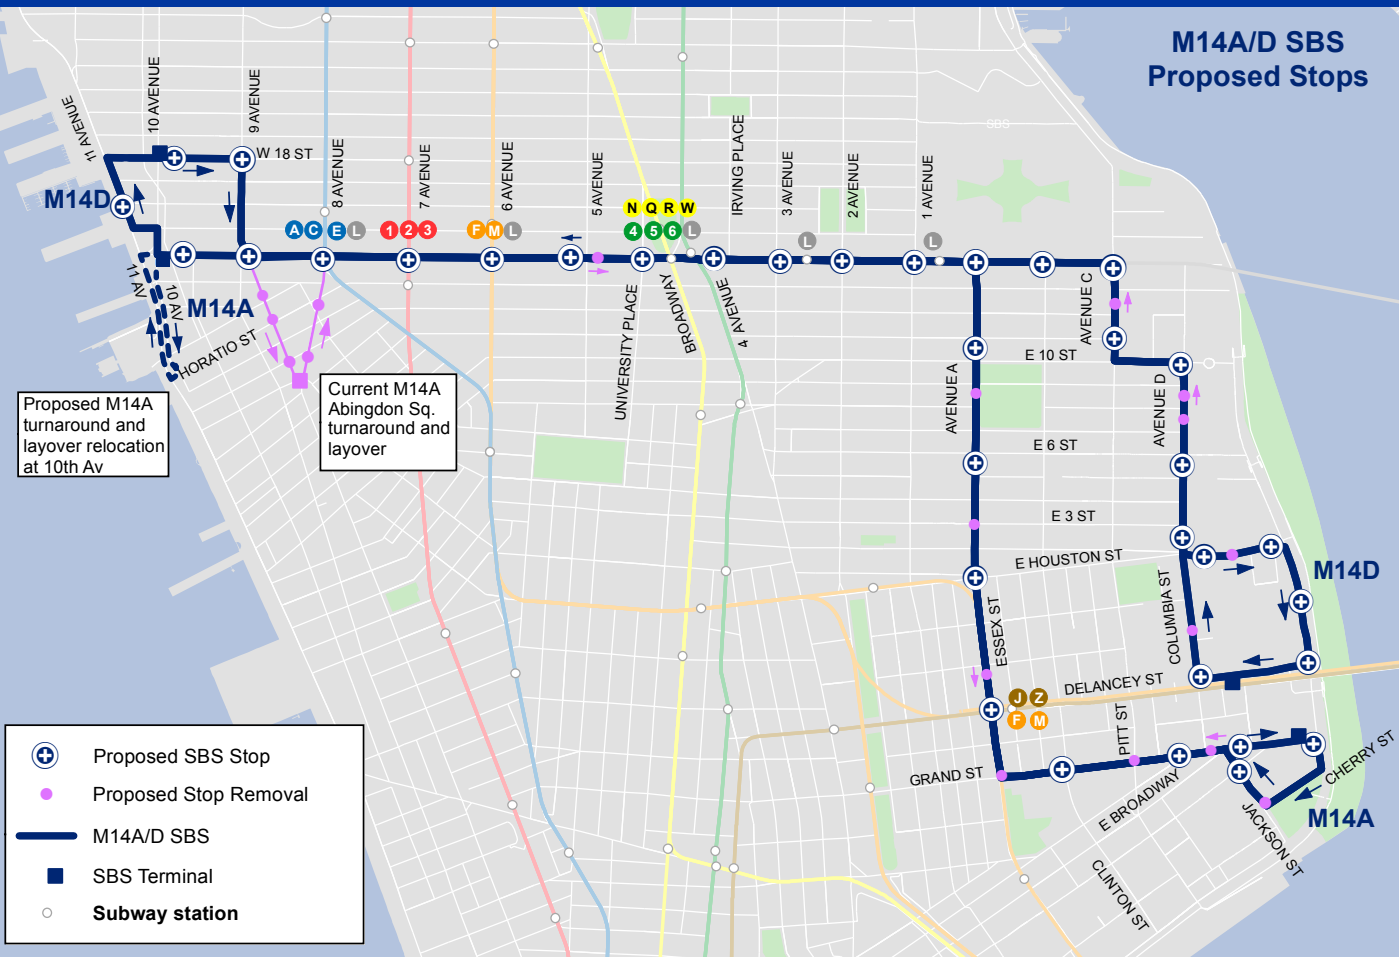 M14A/D SBS
Proposed Stops
SBS
11 AVENUE
10 AVENUE
9 AVENUE
W 18 ST
8 AVENUE
7 AVENUE
6 AVENUE
5 AVENUE
IRVING PLACE
3 AVENUE
2 AVENUE
1 AVENUE
M14D
A C E L
1 2 3
F M L
N Q R W
4 5 6 L
L
L
11 AV
10 AV
M14A
HORATIO ST
UNIVERSITY PLACE
BROADWAY
4 AVENUE
AVENUE A
AVENUE C
E 10 ST
AVENUE D
E 6 ST
E 3 ST
E HOUSTON ST
Proposed M14A
turnaround and
layover relocation
at 10th Av
Current M14A
Abingdon Sq.
turnaround and
layover
M14D
COLUMBIA ST
ESSEX ST
DELANCEY ST
J Z
F M
PITT ST
GRAND ST
E BROADWAY
CHERRY ST
M14A
JACKSON ST
CLINTON ST
Proposed SBS Stop
Proposed Stop Removal
M14A/D SBS
SBS Terminal
Subway station